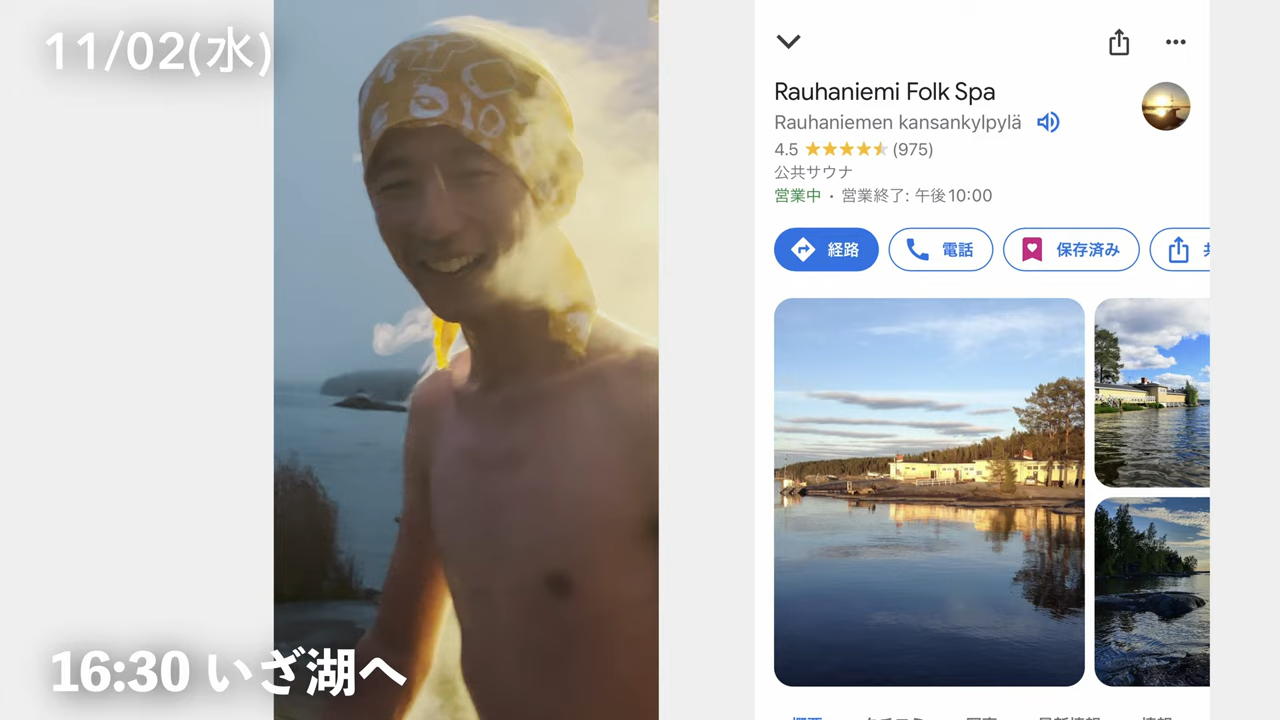 11/02(水)
16:30 いざ湖へ
Rauhaniemi Folk Spa
Rauhaniemen kansankylpylä
4.5 (975)
公共サウナ
営業中・営業終了: 午後10:00
経路
電話
保存済み